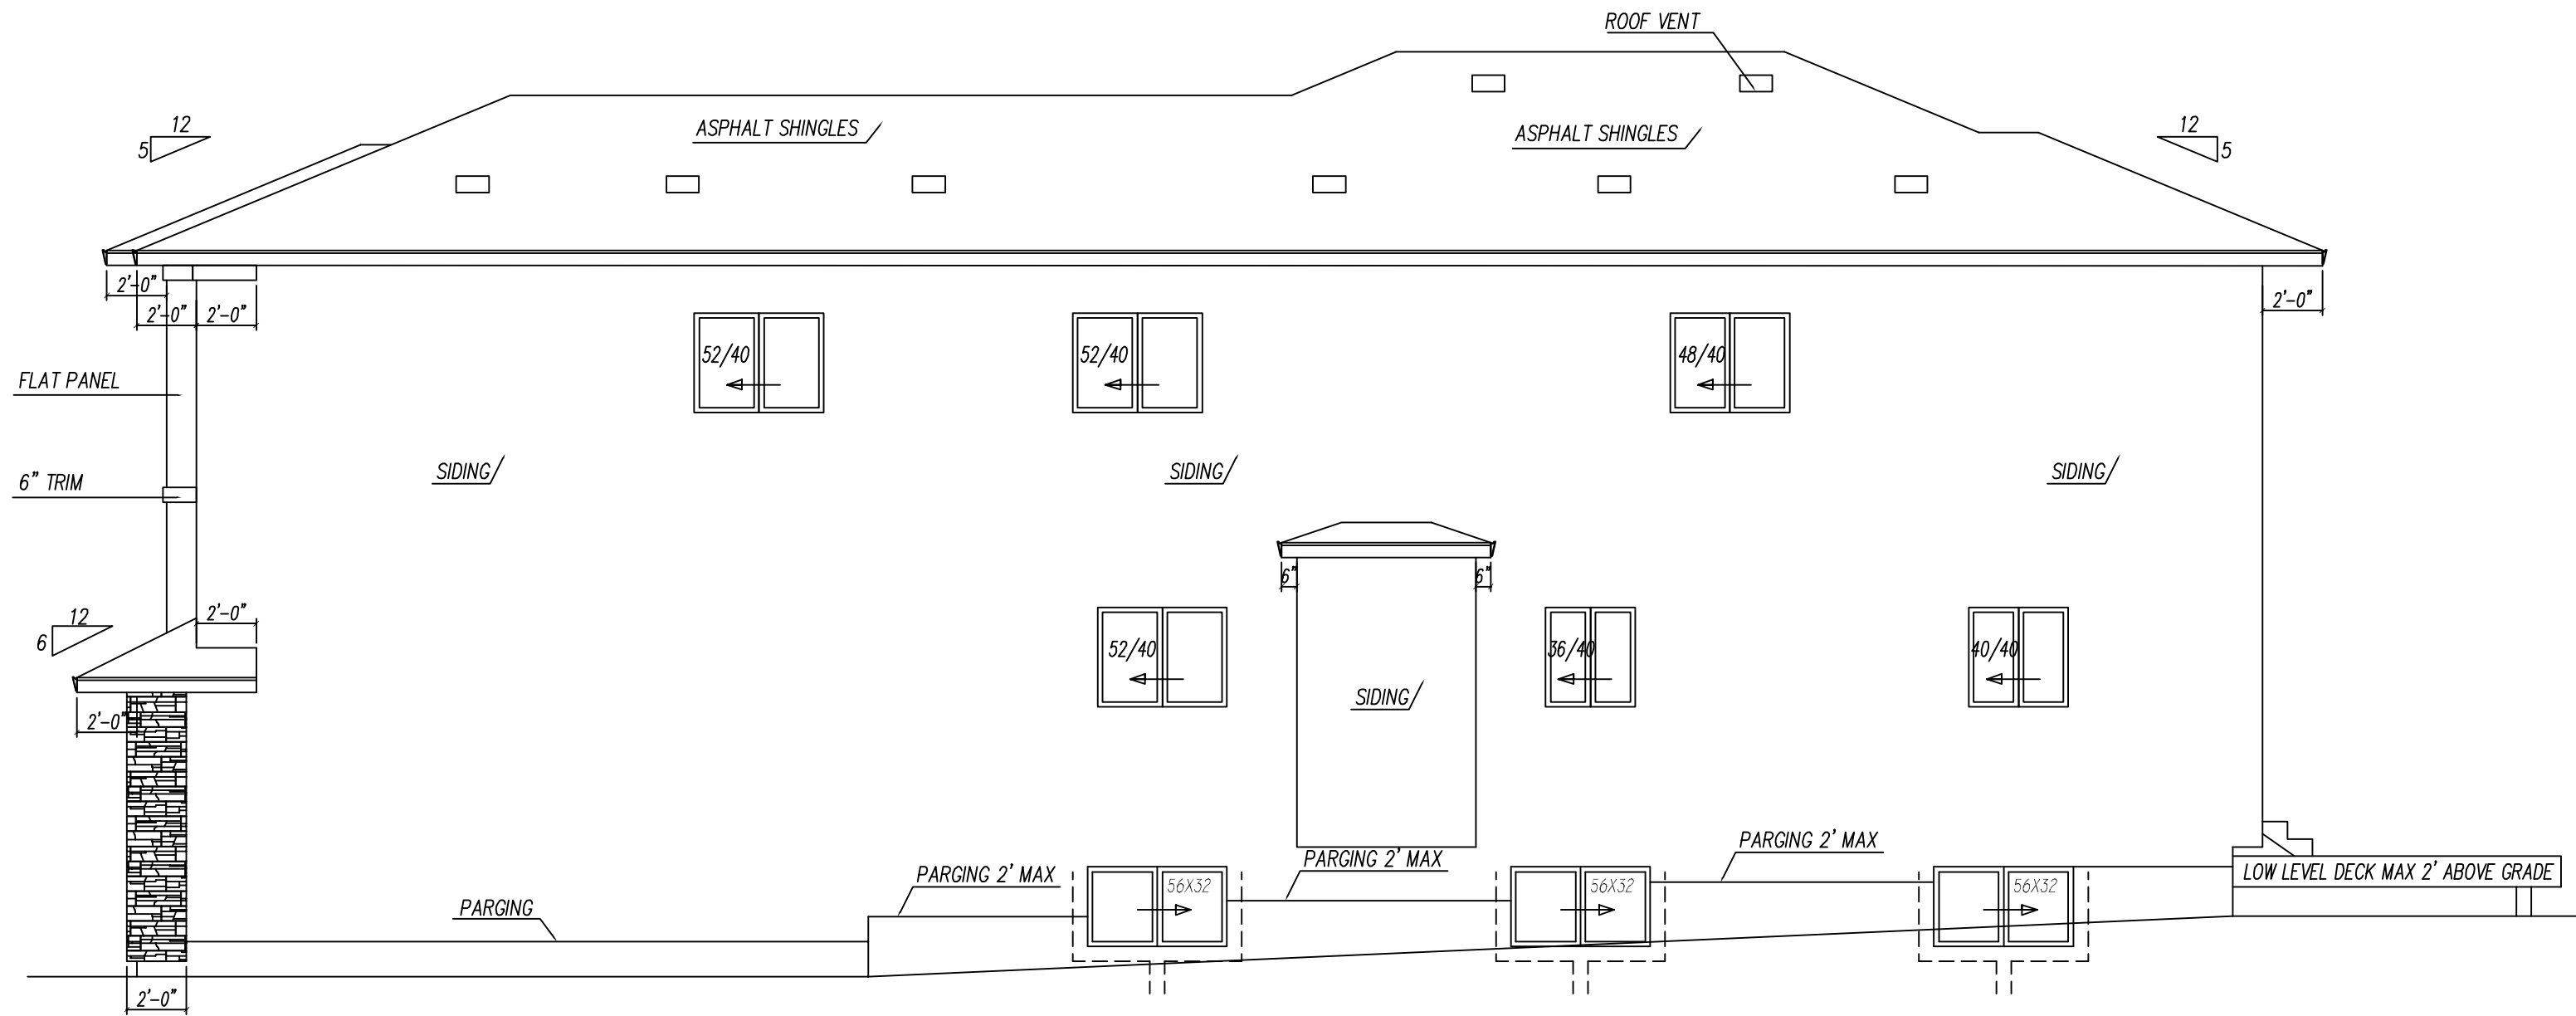 ROOF VENT
12
5
ASPHALT SHINGLES
ASPHALT SHINGLES
12
5
2'-0"
2'-0"
2'-0"
2'-0"
52/40
52/40
48/40
FLAT PANEL
6" TRIM
SIDING
SIDING
SIDING
6"
6"
12
6
2'-0"
52/40
36/40
40/40
SIDING
2'-0"
PARGING 2' MAX
PARGING 2' MAX
PARGING 2' MAX
LOW LEVEL DECK MAX 2' ABOVE GRADE
56X32
56X32
56X32
PARGING
2'-0"